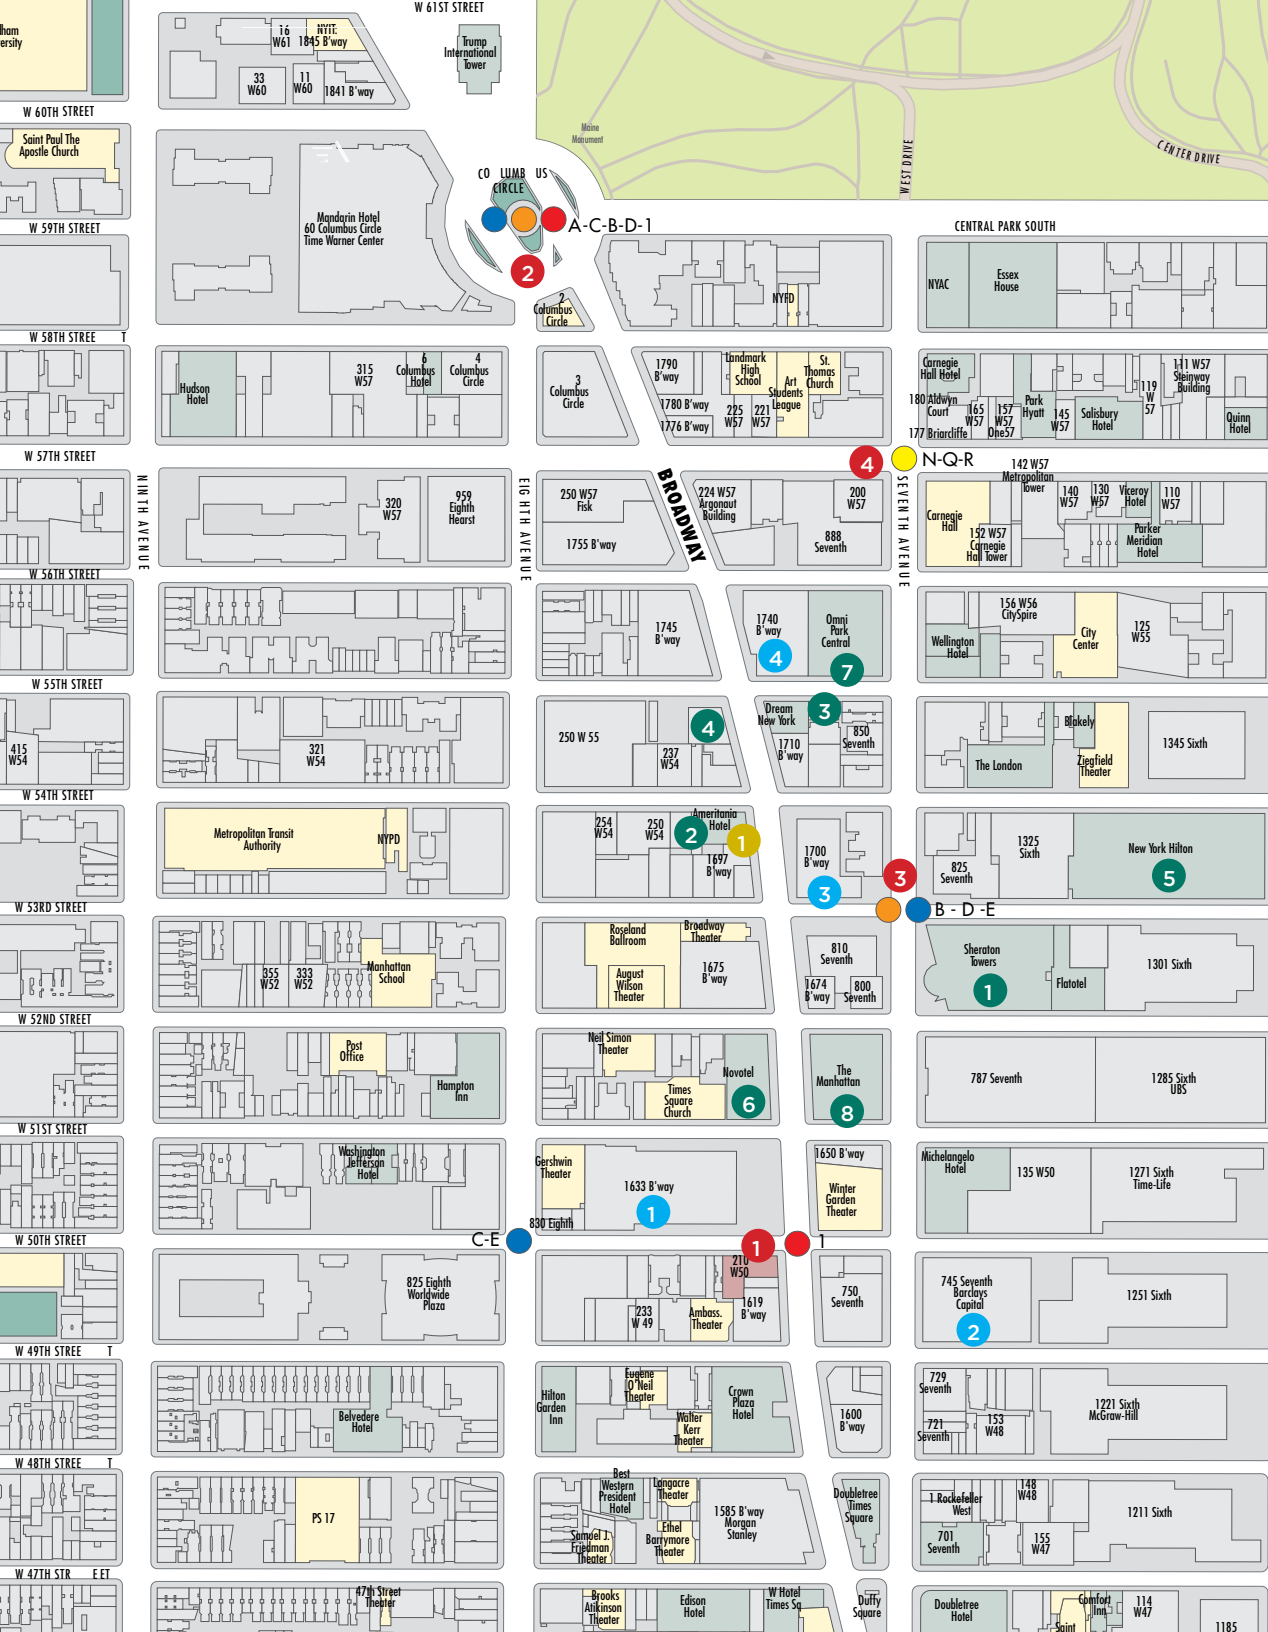 W 61ST STREET
ham
ersity
16
W61
NYIT
1845 B'way
33
W60
11
W60
1841 B'way
Trump
International
Tower
W 60TH STREET
Saint Paul The
Apostle Church
Maine
Monument
WEST DRIVE
CENTER DRIVE
CO LUMB US
CIRCLE
Mandarin Hotel
60 Columbus Circle
Time Warner Center
A-C-B-D-1
W 59TH STREET
CENTRAL PARK SOUTH
2
2
Columbus
Circle
NYFD
NYAC
Essex
House
W 58TH STREE T
Hudson
Hotel
315
W57
6
Columbus
Hotel
4
Columbus
Circle
3
Columbus
Circle
1790
B'way
1780 B'way
1776 B'way
Landmark
High
School
225
W57
221
W57
Art
Students
League
St.
Thomas
Church
Carnegie
Hall Hotel
180 Aldwyn
Court
177 Briarcliffe
165
W57
157
W57
One57
Park
Hyatt
145
W57
Salisbury
Hotel
119
W
57
111 W57
Steinway
Building
Quinn
Hotel
W 57TH STREET
4
N-Q-R
NINTH AVENUE
EIGHTH AVENUE
BROADWAY
SEVENTH AVENUE
320
W57
959
Eighth
Hearst
250 W57
Fisk
1755 B'way
224 W57
Argonaut
Building
200
W57
888
Seventh
Carnegie
Hall
152 W57
Carnegie
Hall Tower
142 W57
Metropolitan
Tower
140
W57
130
W57
Viceroy
Hotel
110
W57
Parker
Meridian
Hotel
W 56TH STREET
1745
B'way
1740
B'way
4
Omni
Park
Central
7
Wellington
Hotel
156 W56
CitySpire
City
Center
125
W55
W 55TH STREET
415
W54
321
W54
250 W 55
237
W54
4
Dream
New York
3
1710
B'way
850
Seventh
The London
Blakely
Ziegfield
Theater
1345 Sixth
W 54TH STREET
Metropolitan Transit
Authority
NYPD
254
W54
250
W54
2
Ameritania
Hotel
1
1697
B'way
1700
B'way
3
3
825
Seventh
1325
Sixth
New York Hilton
5
W 53RD STREET
B - D -E
355
W52
333
W52
Manhattan
School
Roseland
Ballroom
August
Wilson
Theater
Broadway
Theater
1675
B'way
810
Seventh
1674
B'way
800
Seventh
Sheraton
Towers
1
Flatotel
1301 Sixth
W 52ND STREET
Post
Office
Hampton
Inn
Neil Simon
Theater
Times
Square
Church
Novotel
6
The
Manhattan
8
787 Seventh
1285 Sixth
UBS
W 51ST STREET
Washington
Jefferson
Hotel
Gershwin
Theater
830 Eighth
1633 B'way
1
1650 B'way
Winter
Garden
Theater
Michelangelo
Hotel
135 W50
1271 Sixth
Time-Life
W 50TH STREET
C-E
1
1
825 Eighth
Worldwide
Plaza
233
W 49
Ambass.
Theater
210
W50
1619
B'way
750
Seventh
745 Seventh
Barclays
Capital
2
1251 Sixth
W 49TH STREE T
Belvedere
Hotel
Hilton
Garden
Inn
Eugene
O'Neil
Theater
Walter
Kerr
Theater
Crown
Plaza
Hotel
1600
B'way
729
Seventh
721
Seventh
153
W48
1221 Sixth
McGraw-Hill
W 48TH STREE T
PS 17
Best
Western
President
Hotel
Samuel J.
Friedman
Theater
Longacre
Theater
Ethel
Barrymore
Theater
1585 B'way
Morgan
Stanley
Doubletree
Times
Square
1 Rockefeller
West
701
Seventh
148
W48
155
W47
1211 Sixth
W 47TH STR E ET
47th Street
Theater
Brooks
Atikinson
Theater
Edison
Hotel
W Hotel
Times Sq
Duffy
Square
Doubletree
Hotel
Saint
Comfort
Inn
114
W47
1185